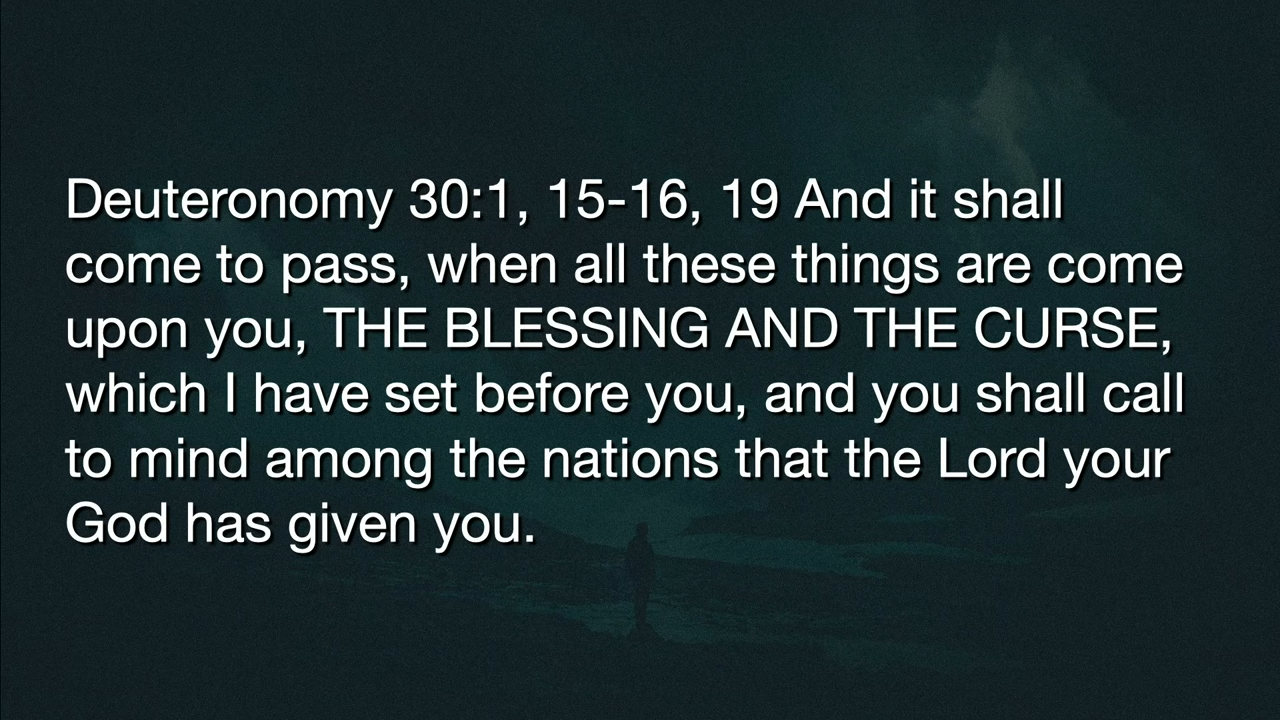 Deuteronomy 30:1, 15-16, 19 And it shall
come to pass, when all these things are come
upon you, THE BLESSING AND THE CURSE,
which I have set before you, and you shall call
to mind among the nations that the Lord your
God has given you.